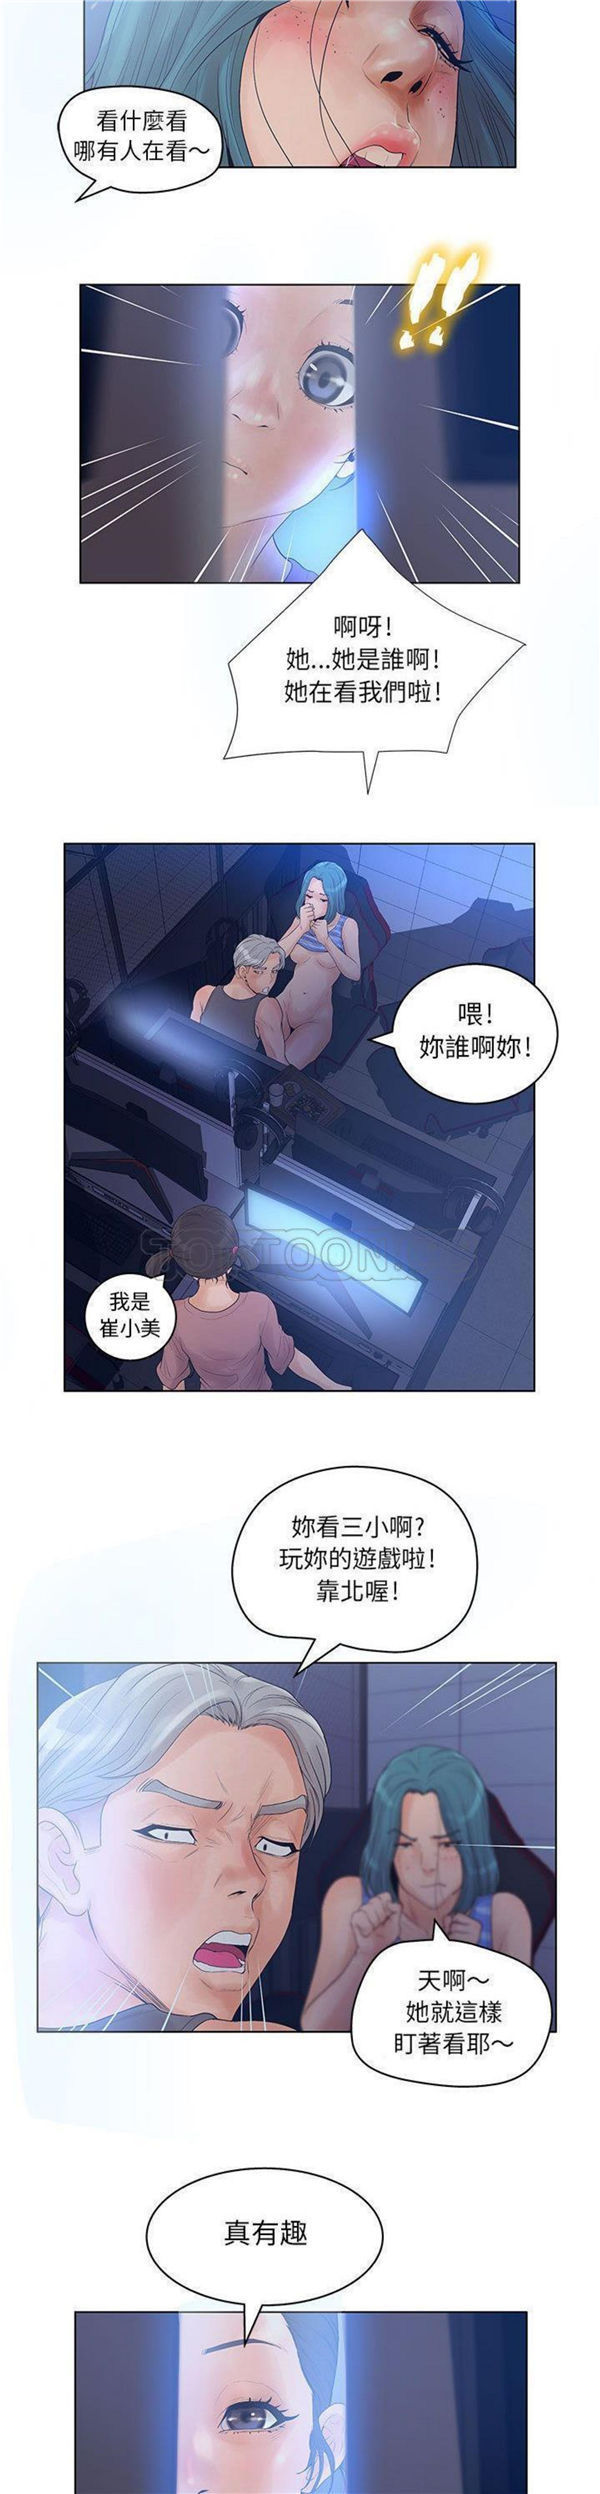 看什麼看
哪有人在看～
啊呀!
她…她是誰啊!
她在看我們啦!
喂!
妳誰啊妳!
TOPTOON
我是
崔小美
妳看三小啊?
玩妳的遊戲啦!
靠北喔!
天啊～
她就這樣
盯著看耶～
真有趣